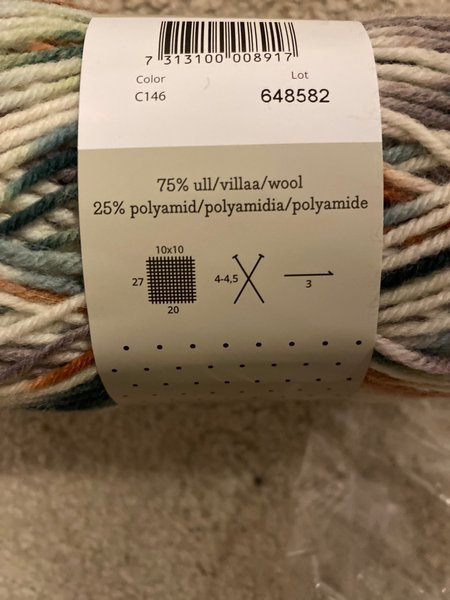 7 313100 008917
Color
Lot
C146
648582
75% ull/villaa/wool
25% polyamid/polyamidia/polyamide
10x10
27
20
4-4,5
3